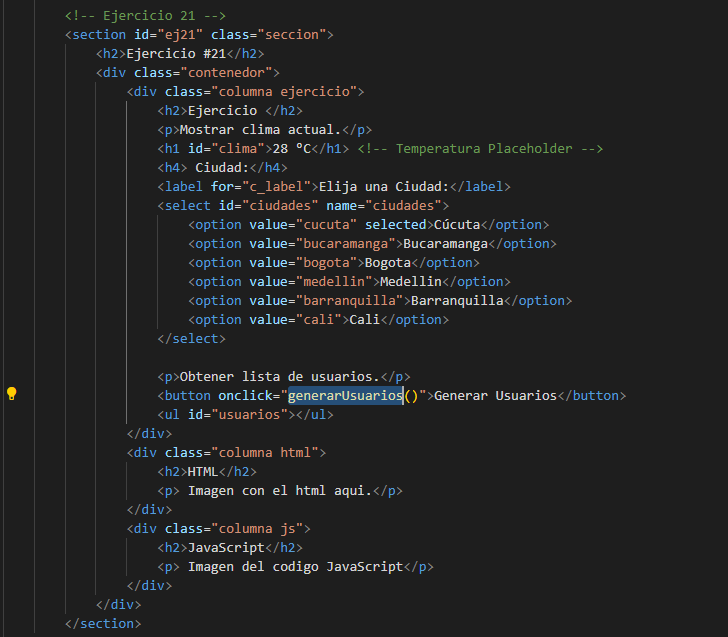 <!-- Ejercicio 21 -->
<section id="ej21" class="seccion">
<h2>Ejercicio #21</h2>
<div class="contenedor">
<div class="columna ejercicio">
<h2>Ejercicio </h2>
<p>Mostrar clima actual.</p>
<h1 id="clima">28 °C</h1> <!-- Temperatura Placeholder -->
<h4> Ciudad:</h4>
<label for="c_label">Elija una Ciudad:</label>
<select id="ciudades" name="ciudades">
<option value="cucuta" selected>Cúcuta</option>
<option value="bucaramanga">Bucaramanga</option>
<option value="bogota">Bogota</option>
<option value="medellin">Medellin</option>
<option value="barranquilla">Barranquilla</option>
<option value="cali">Cali</option>
</select>
<p>Obtener lista de usuarios.</p>
<button onclick="generarUsuarios()">Generar Usuarios</button>
<ul id="usuarios"></ul>
</div>
<div class="columna html">
<h2>HTML</h2>
<p> Imagen con el html aqui.</p>
</div>
<div class="columna js">
<h2>JavaScript</h2>
<p> Imagen del codigo JavaScript</p>
</div>
</div>
</section>